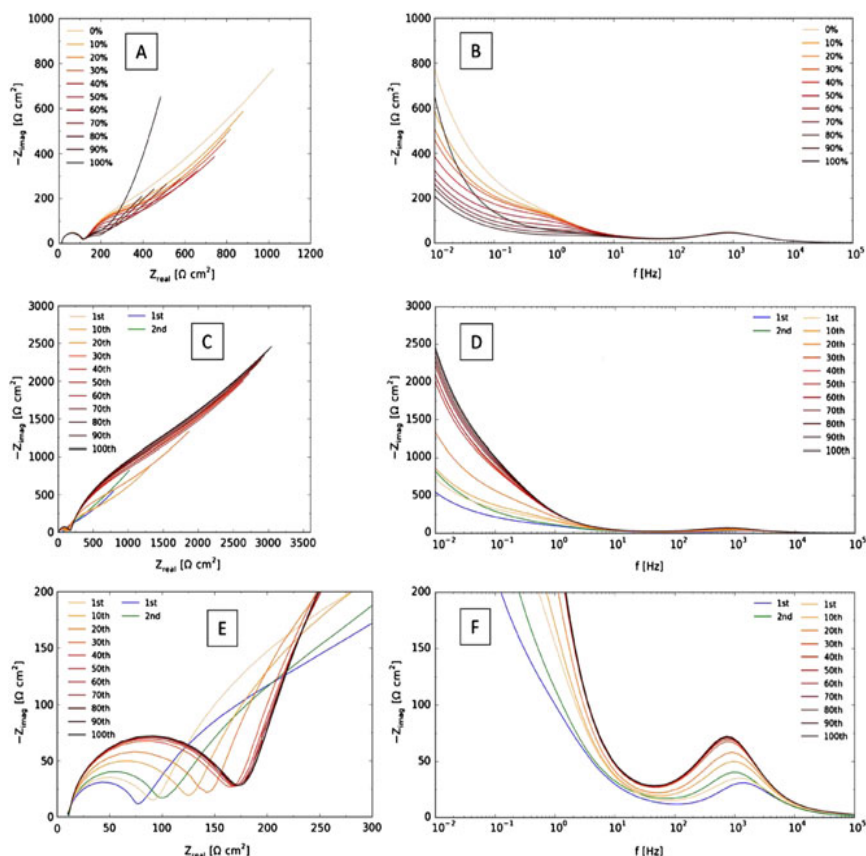 A
0%
10%
20%
30%
40%
50%
60%
70%
80%
90%
100%
−Z_imag [Ω cm²]
1000
800
600
400
200
0
0 200 400 600 800 1000 1200
Z_real [Ω cm²]
B
0%
10%
20%
30%
40%
50%
60%
70%
80%
90%
100%
−Z_imag [Ω cm²]
1000
800
600
400
200
0
10⁻² 10⁻¹ 10⁰ 10¹ 10² 10³ 10⁴ 10⁵
f [Hz]
C
1st 1st
10th 2nd
20th
30th
40th
50th
60th
70th
80th
90th
100th
−Z_imag [Ω cm²]
3000
2500
2000
1500
1000
500
0
0 500 1000 1500 2000 2500 3000 3500
Z_real [Ω cm²]
D
1st 1st
2nd 10th
20th
30th
40th
50th
60th
70th
80th
90th
100th
−Z_imag [Ω cm²]
3000
2500
2000
1500
1000
500
0
10⁻² 10⁻¹ 10⁰ 10¹ 10² 10³ 10⁴ 10⁵
f [Hz]
E
1st 1st
10th 2nd
20th
30th
40th
50th
60th
70th
80th
90th
100th
−Z_imag [Ω cm²]
200
150
100
50
0
0 50 100 150 200 250 300
Z_real [Ω cm²]
F
1st 1st
2nd 10th
20th
30th
40th
50th
60th
70th
80th
90th
100th
−Z_imag [Ω cm²]
200
150
100
50
0
10⁻² 10⁻¹ 10⁰ 10¹ 10² 10³ 10⁴ 10⁵
f [Hz]